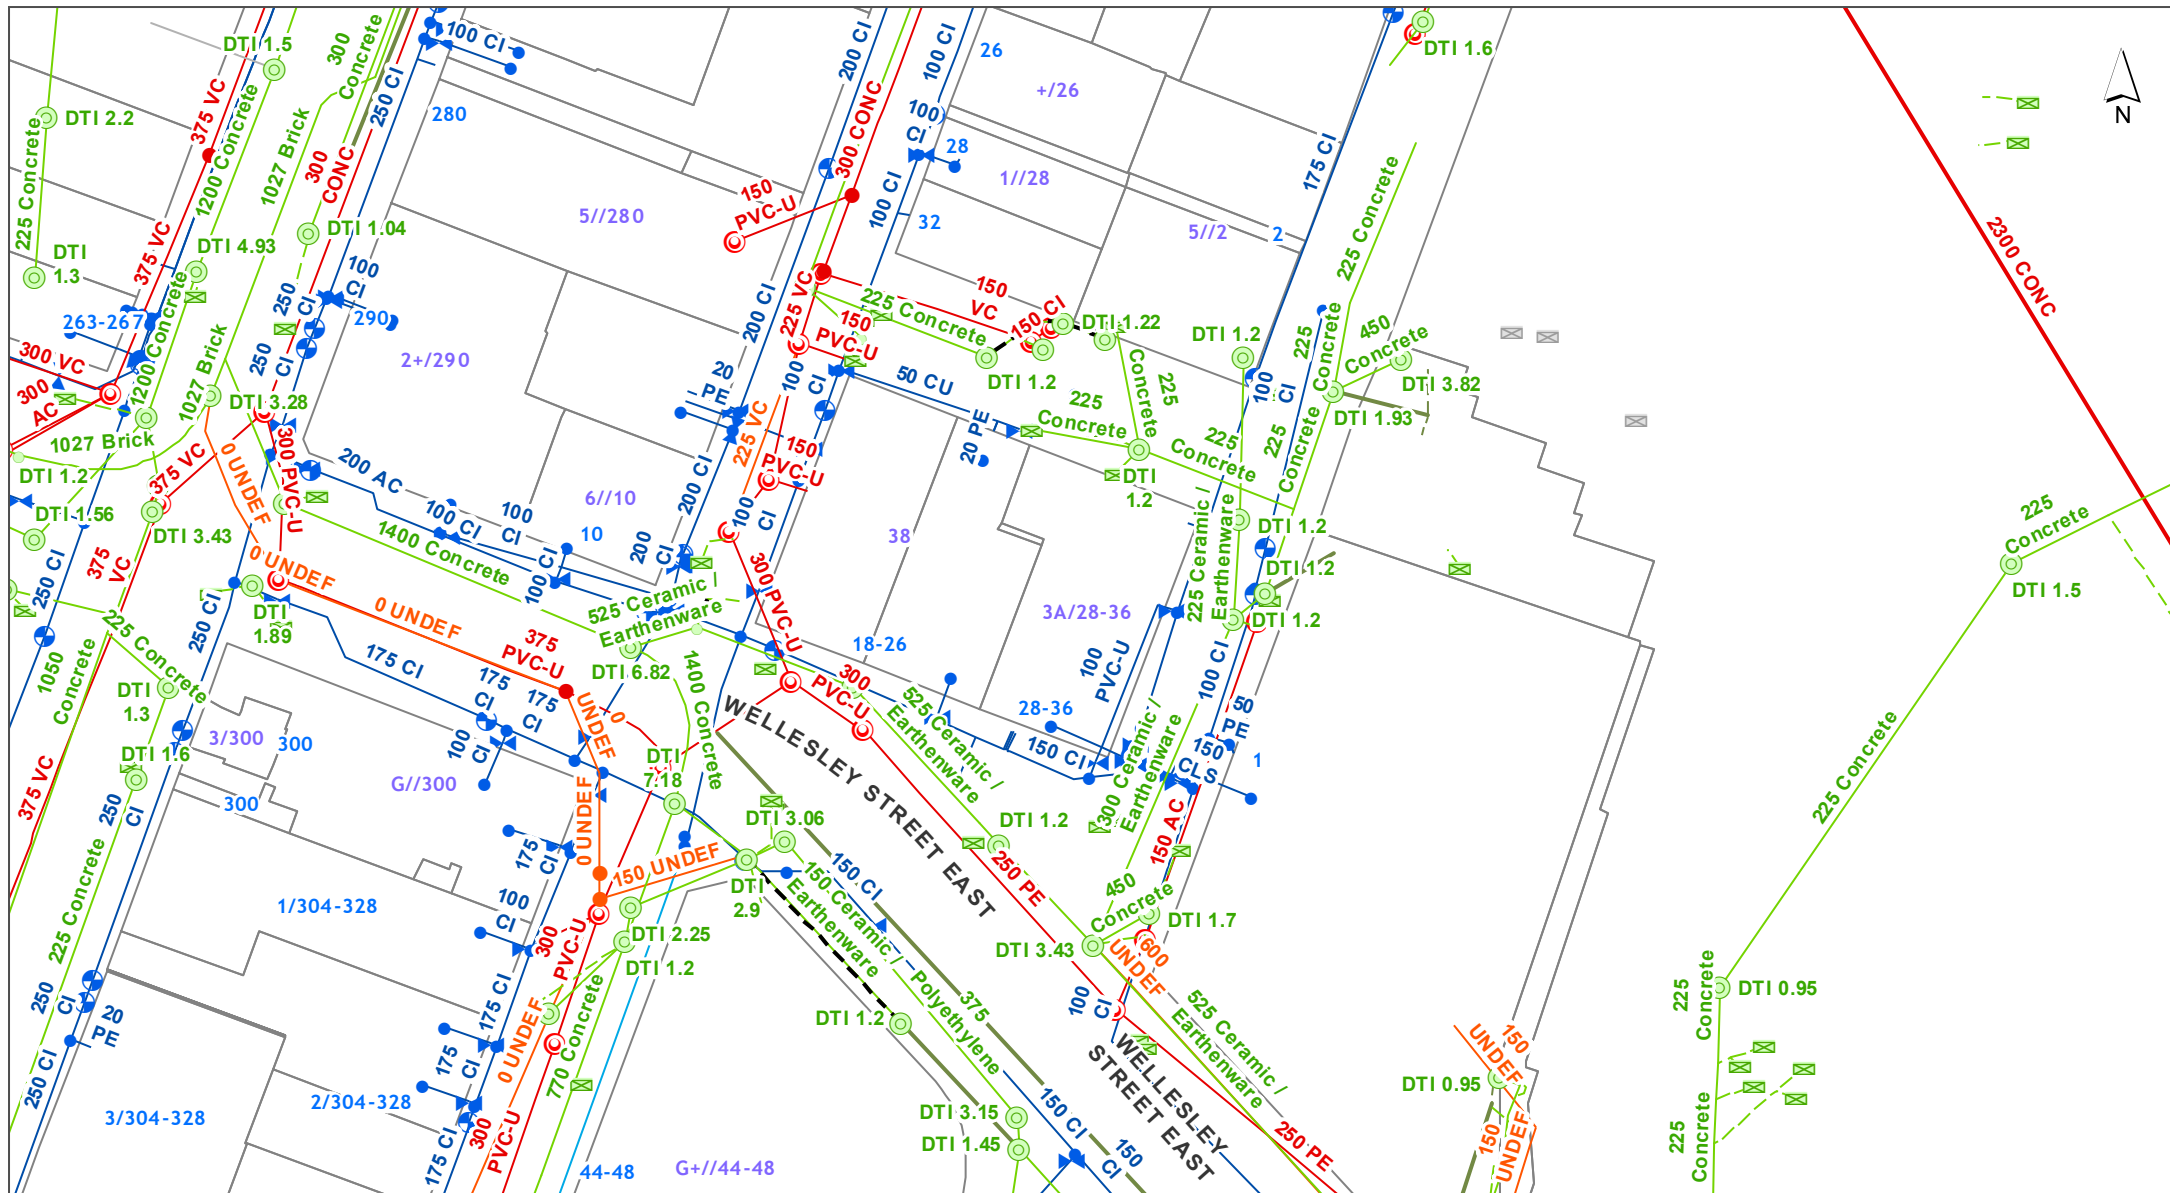 DTI 1.5
300
Concrete
100 CI
200 CI
100 CI
26
DTI 1.6
375 VC
250 CI
+/26
N
DTI 2.2
225 Concrete
1200 Concrete
1027 Brick
300
CONC
280
300 CONC
100
CI
28
175 CI
1//28
150
PVC-U
5//280
100 CI
32
5//2
2
225 Concrete
2300 CONC
DTI 4.93
DTI 1.04
DTI
1.3
375 VC
100
CI
250
CI
290
263-267
1200 Concrete
200 CI
225 VC
150
VC
150 CI
225 Concrete
DTI 1.22
150
PVC-U
DTI 1.2
225
Concrete
450
Concrete
300 VC
300
AC
1027 Brick
250
CI
2+/290
DTI 3.28
20
PE
100
CI
50 CU
DTI 1.2
225
Concrete
100
CI
DTI 3.82
DTI 1.93
1027 Brick
DTI 1.2
375 VC
0 UNDEF
300 PVC-U
200 AC
225 VC
150
PVC-U
20 PE
225
Concrete
DTI
1.2
225
Concrete
225
Concrete
DTI 1.56
DTI 3.43
100 CI
100
CI
6//10
10
200 CI
100
CI
38
225 Ceramic /
Earthenware
DTI 1.2
225
Concrete
DTI 1.5
250 CI
375
VC
0 UNDEF
1400 Concrete
100 CI
200
CI
300PVC-U
DTI 1.2
DTI
1.89
0 UNDEF
525 Ceramic /
Earthenware
3A/28-36
DTI 1.2
250 CI
225 Concrete
1050
Concrete
DTI
1.3
175 CI
375
PVC-U
DTI 6.82
18-26
100
PVC-U
100 CI
175
CI
175
CI
0
UNDEF
1400 Concrete
300
PVC-U
525 Ceramic /
Earthenware
28-36
50
PE
3/300
300
100
CI
WELLESLEY STREET EAST
150 CI
300 Ceramic /
Earthenware
150
CLS
1
DTI 1.6
G//300
DTI
7.18
225 Concrete
375 VC
250
CI
300
0 UNDEF
DTI 3.06
DTI 1.2
150 AC
175
CI
150 UNDEF
150 CI
250 PE
225 Concrete
1/304-328
100
CI
DTI
2.9
150 Ceramic /
Earthenware
450
Concrete
DTI 1.7
DTI 2.25
DTI 1.2
300
PVC-U
DTI 3.43
600
UNDEF
250
CI
20
PE
175 CI
0 UNDEF
770 Concrete
DTI 1.2
Polyethylene
375
100
CI
525 Ceramic /
Earthenware
225
Concrete
DTI 0.95
250 CI
175
CI
WELLESLEY
STREET EAST
150
UNDEF
DTI 0.95
3/304-328
2/304-328
DTI 3.15
DTI 1.45
150 CI
150
CI
250 PE
150
UNDEF
225
Concrete
175 CI
300
PVC-U
44-48
G+//44-48